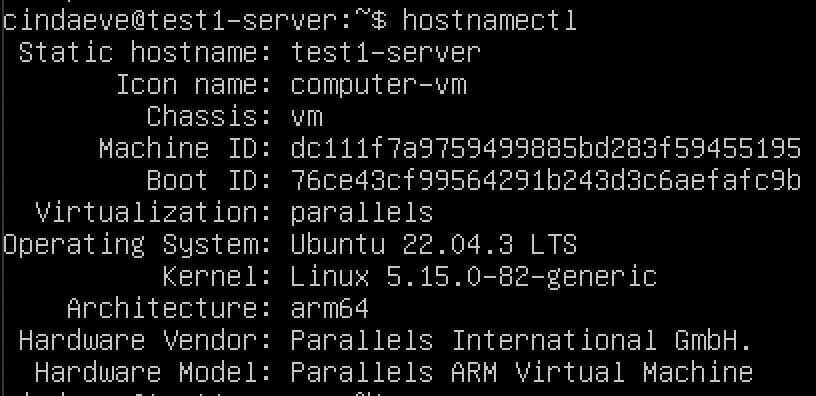 cindaeve@test1-server:~$ hostnamectl
Static hostname: test1-server
Icon name: computer-vm
Chassis: vm
Machine ID: dc111f7a9759499885bd283f59455195
Boot ID: 76ce43cf99564291b243d3c6aefafc9b
Virtualization: parallels
Operating System: Ubuntu 22.04.3 LTS
Kernel: Linux 5.15.0-82-generic
Architecture: arm64
Hardware Vendor: Parallels International GmbH.
Hardware Model: Parallels ARM Virtual Machine